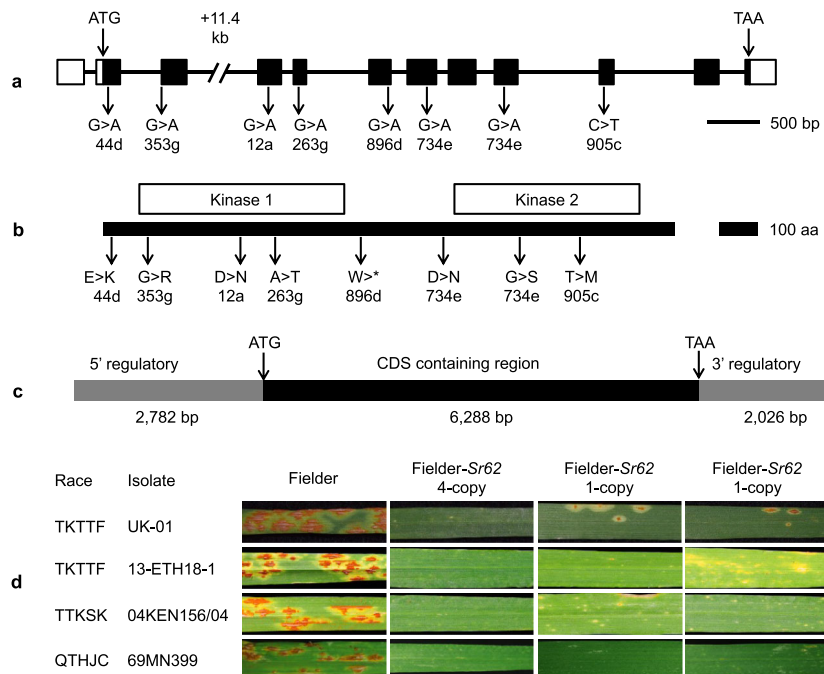 ATG
+11.4
kb
TAA
a
G>A
44d
G>A
353g
G>A
12a
G>A
263g
G>A
896d
G>A
734e
G>A
734e
C>T
905c
500 bp
Kinase 1
Kinase 2
b
100 aa
E>K
44d
G>R
353g
D>N
12a
A>T
263g
W>*
896d
D>N
734e
G>S
734e
T>M
905c
ATG
TAA
5’ regulatory
CDS containing region
3’ regulatory
c
2,782 bp
6,288 bp
2,026 bp
Race
Isolate
Fielder
Fielder-Sr62
4-copy
Fielder-Sr62
1-copy
Fielder-Sr62
1-copy
TKTTF UK-01
TKTTF 13-ETH18-1
d
TTKSK 04KEN156/04
QTHJC 69MN399